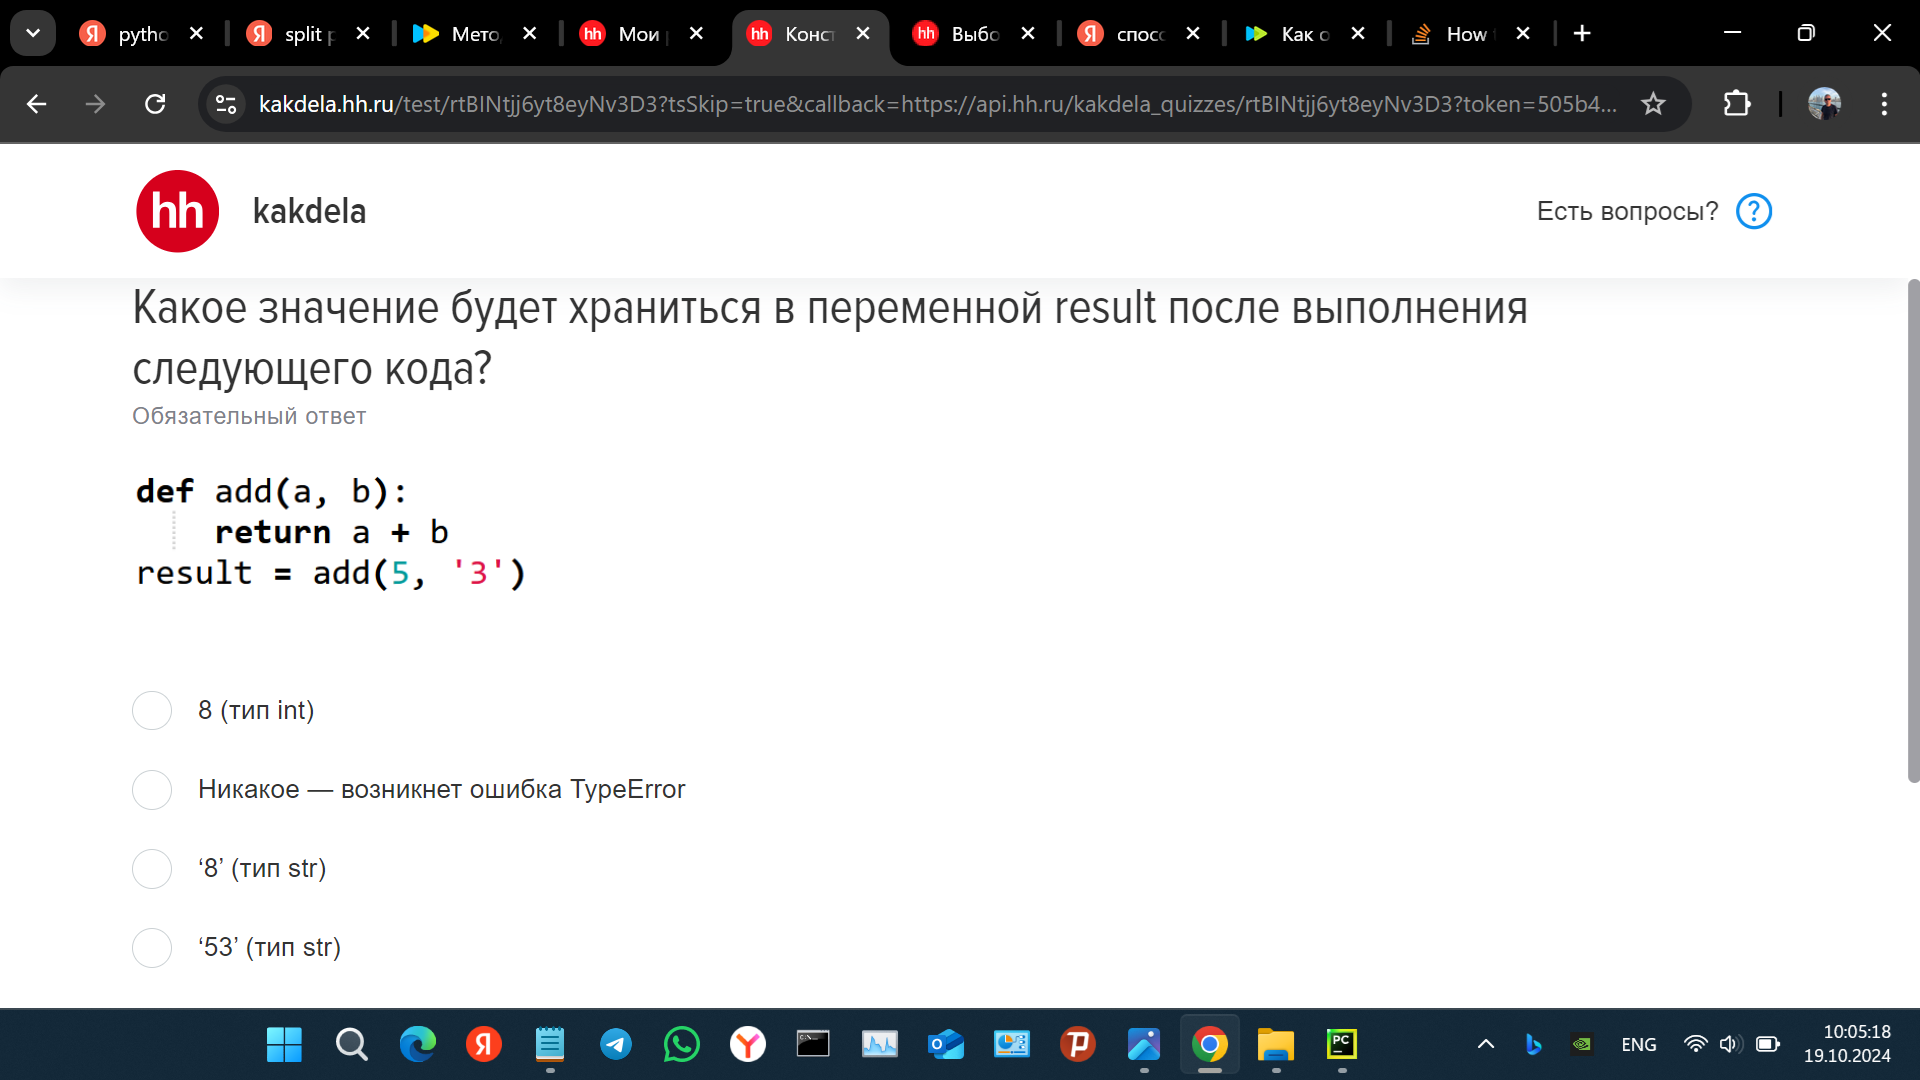 pytho
split p
Мето
Мои
Конст
Выбо
спосо
Как о
How
kakdela.hh.ru/test/rtBINtjj6yt8eyNv3D3?tsSkip=true&callback=https://api.hh.ru/kakdela_quizzes/rtBINtjj6yt8eyNv3D3?token=505b4...
hh kakdela
Есть вопросы? ?
Какое значение будет храниться в переменной result после выполнения
следующего кода?
Обязательный ответ
def add(a, b):
return a + b
result = add(5, '3')
8 (тип int)
Никакое — возникнет ошибка TypeError
‘8’ (тип str)
‘53’ (тип str)
ENG
10:05:18
19.10.2024